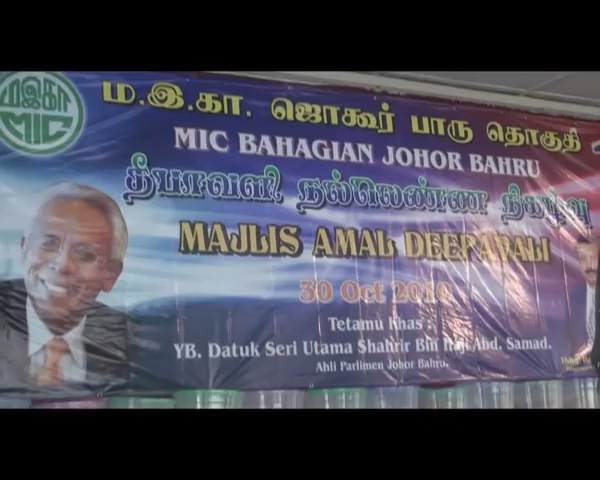 மஇகா
MIC
ம.இ.கா. ஜொகூர் பாரு தொகுதி
MIC BAHAGIAN JOHOR BAHRU
தீபாவளி நல்லெண்ண நிகழ்வு
MAJLIS AMAL DEEPAVALI
30 Oct 2010
Tetamu Khas :
YB. Datuk Seri Utama Shahrir Bin Haji Abd. Samad.
Ahli Parlimen Johor Bahru.